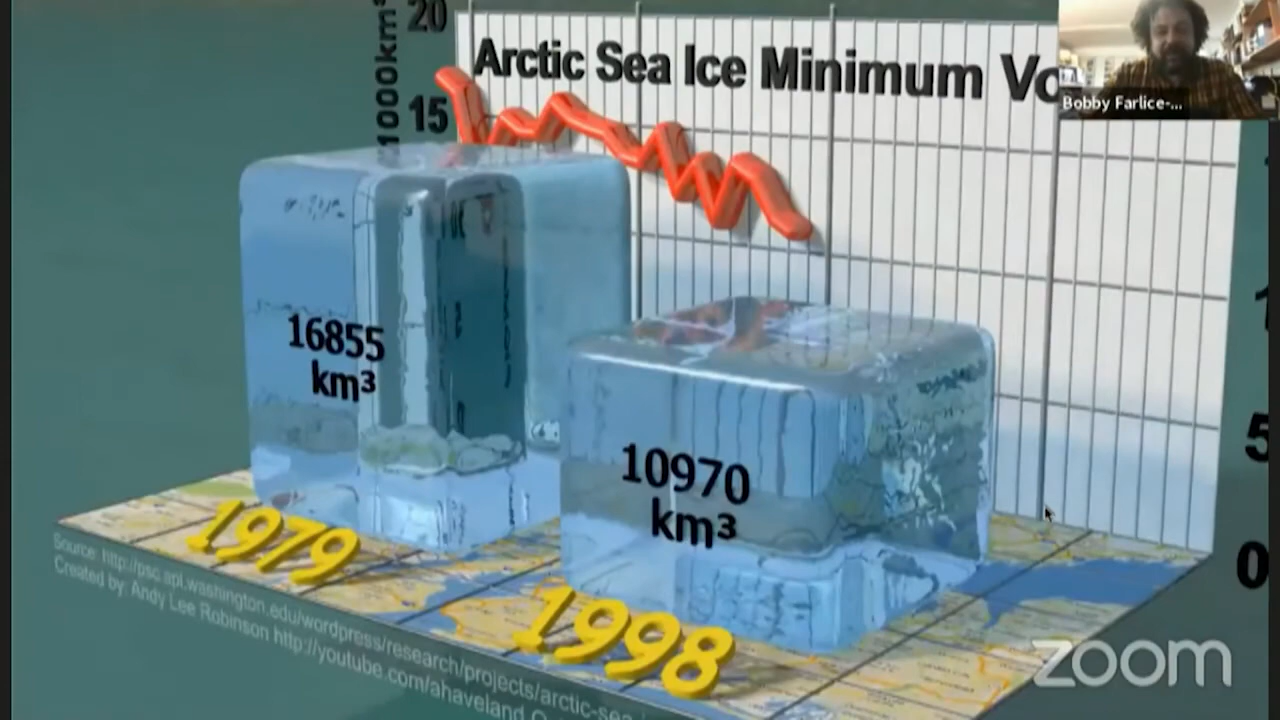 20
1000km³
15
Arctic Sea Ice Minimum Vo
Bobby Farlice-...
16855
km³
10970
km³
5
0
1979
1998
Source: http://psc.apl.washington.edu/wordpress/research/projects/arctic-sea
Created by: Andy Lee Robinson http://youtube.com/ahaveland
zoom